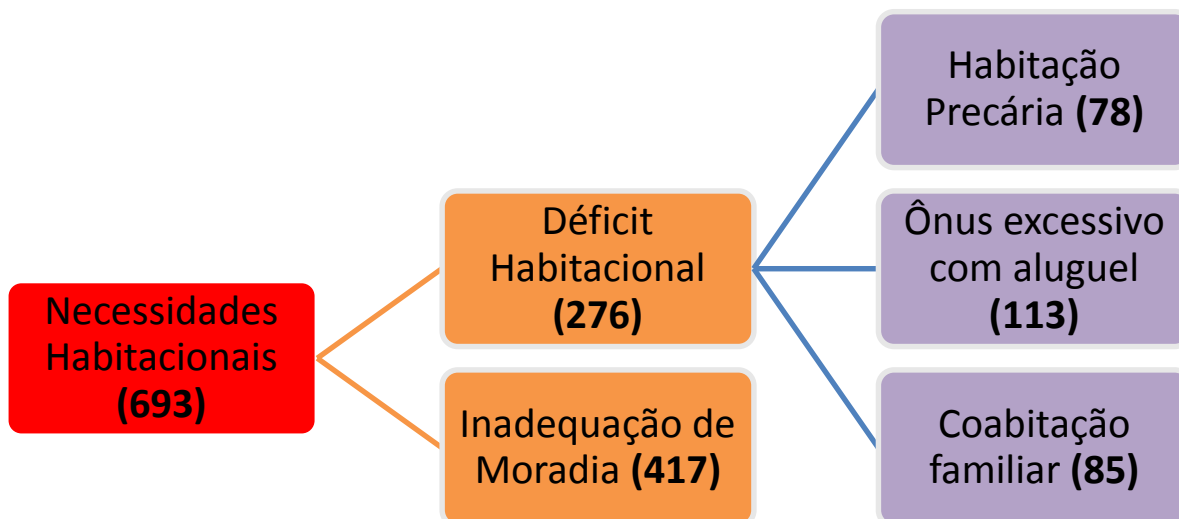 Necessidades
Habitacionais
(693)
Déficit
Habitacional
(276)
Inadequação de
Moradia (417)
Habitação
Precária (78)
Ônus excessivo
com aluguel
(113)
Coabitação
familiar (85)